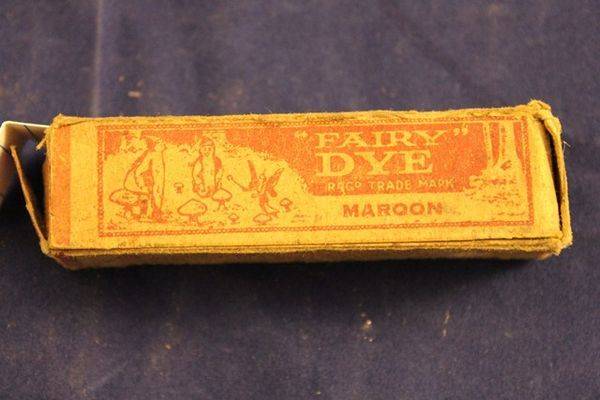 "FAIRY"
DYE
REGD TRADE MARK
MAROON